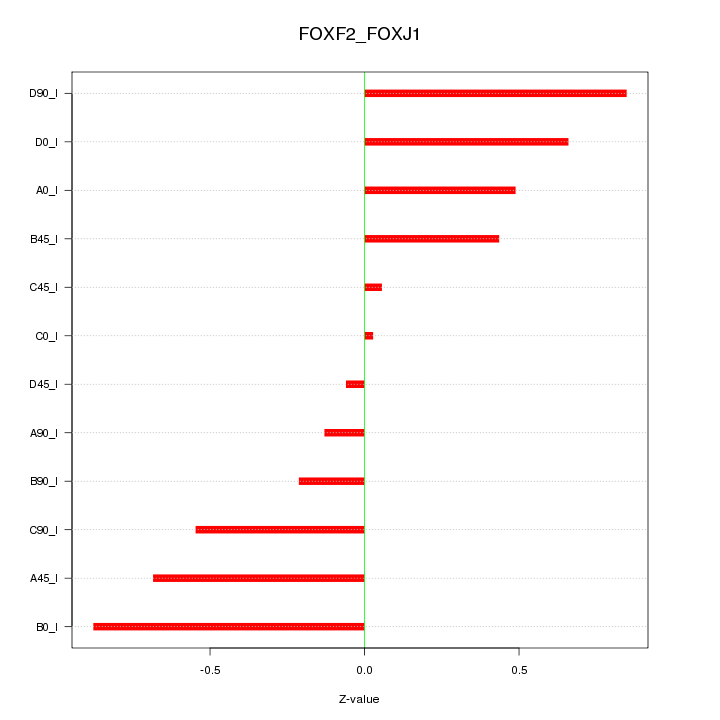 FOXF2_FOXJ1
D90_I
D0_I
A0_I
B45_I
C45_I
C0_I
D45_I
A90_I
B90_I
C90_I
A45_I
B0_I
-0.5 0.0 0.5
Z-value